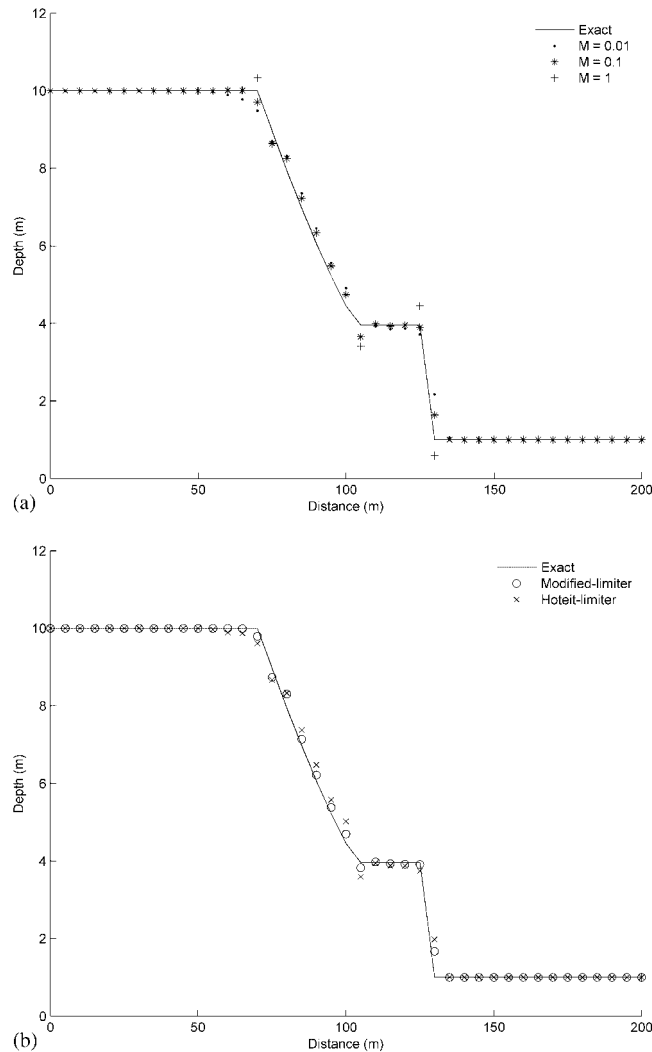 12
10
8
6
4
2
0
Depth (m)
Exact
M = 0.01
M = 0.1
M = 1
0
50
100
150
200
Distance (m)
(a)
12
10
8
6
4
2
0
Depth (m)
Exact
Modified-limiter
Hoteit-limiter
0
50
100
150
200
Distance (m)
(b)